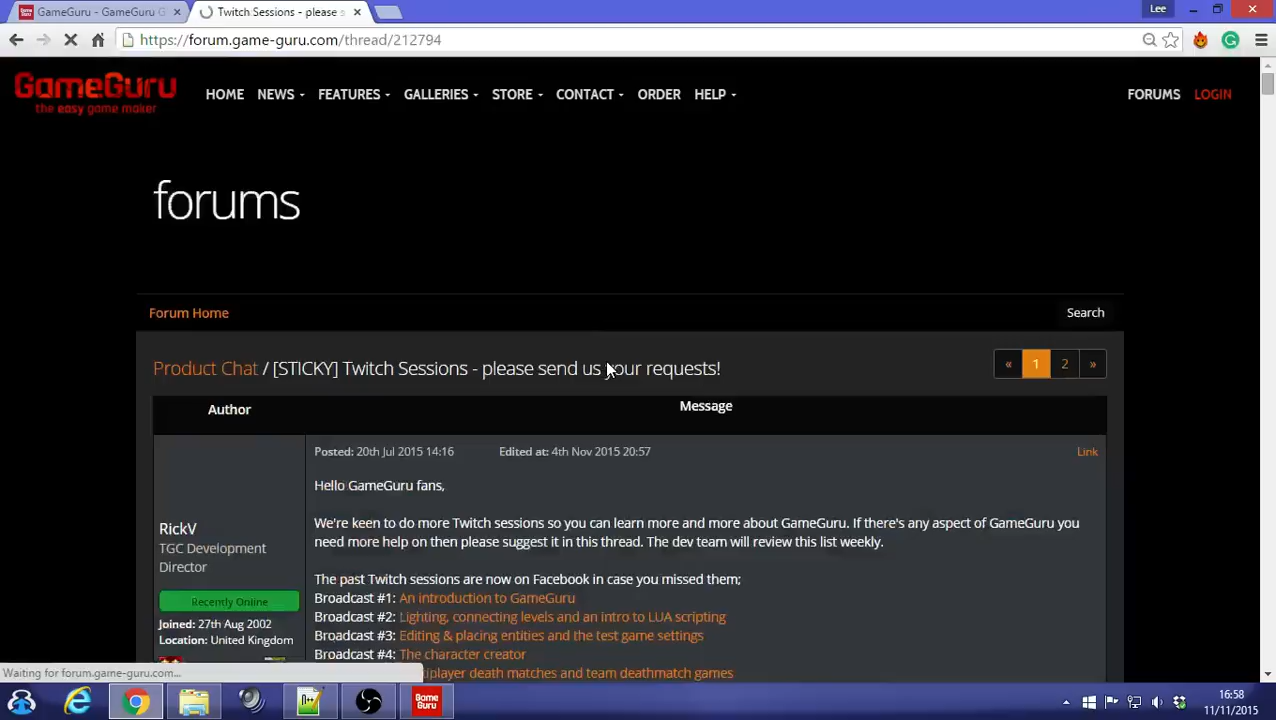 GameGuru - GameGuru G
Twitch Sessions - please s
Lee
https://forum.game-guru.com/thread/212794
GameGuru
the easy game maker
HOME NEWS FEATURES GALLERIES STORE CONTACT ORDER HELP
FORUMS LOGIN
forums
Forum Home
Search
Product Chat / [STICKY] Twitch Sessions - please send us your requests!
« 1 2 »
Author
Message
Posted: 20th Jul 2015 14:16 Edited at: 4th Nov 2015 20:57
Link
Hello GameGuru fans,
We're keen to do more Twitch sessions so you can learn more and more about GameGuru. If there's any aspect of GameGuru you
need more help on then please suggest it in this thread. The dev team will review this list weekly.
The past Twitch sessions are now on Facebook in case you missed them;
Broadcast #1: An introduction to GameGuru
Broadcast #2: Lighting, connecting levels and an intro to LUA scripting
Broadcast #3: Editing & placing entities and the test game settings
Broadcast #4: The character creator
death matches and team deathmatch games
RickV
TGC Development
Director
Recently Online
Joined: 27th Aug 2002
Location: United Kingdom
Waiting for forum.game-guru.com...
Game
Guru
16:58
11/11/2015